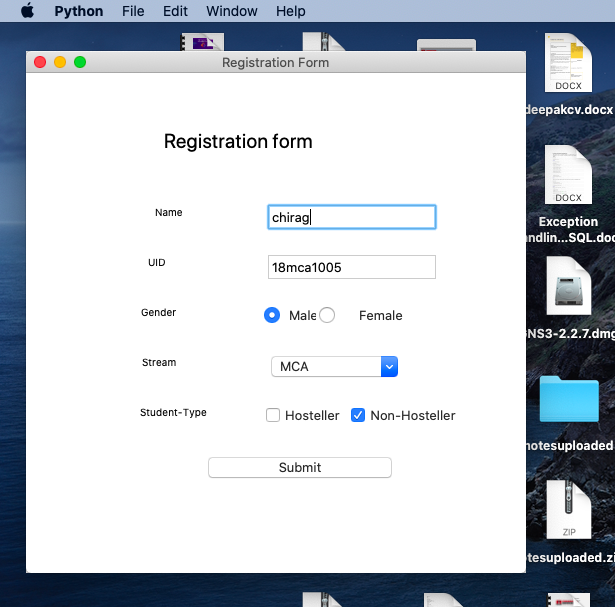 Python File Edit Window Help
Registration Form
Registration form
Name chirag
UID 18mca1005
Gender Male Female
Stream MCA
Student-Type Hosteller Non-Hosteller
Submit
DOCX
deepakcv.docx
DOCX
Exception
ndlin...SQL.doc
NS3-2.2.7.dmg
notesuploaded
ZIP
tesuploaded.zi